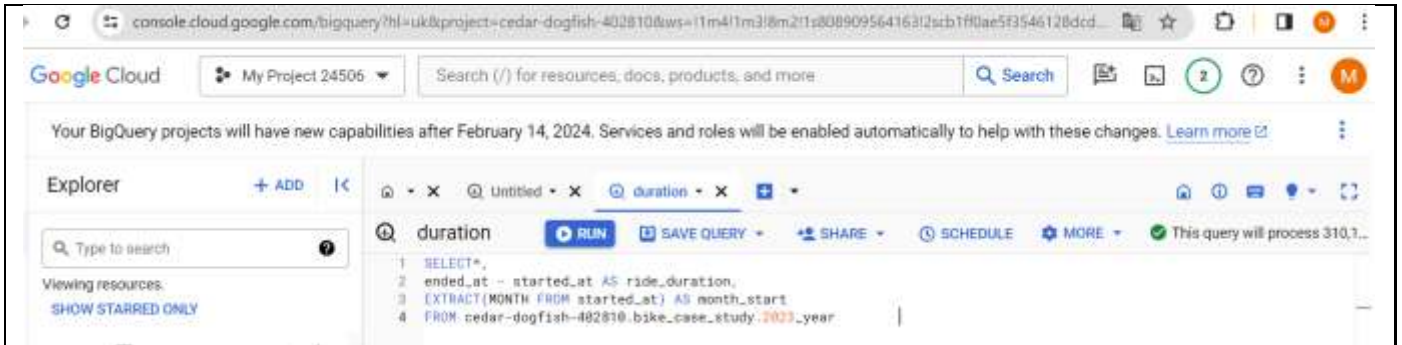 console.cloud.google.com/bigquery?hl=uk&project=cedar-dogfish-402810&ws=!1m4!1m3!8m2!1s808909564163!2scb1ff0ae5f3546128dcd...
Google Cloud My Project 24506 Search (/) for resources, docs, products, and more Search 2 M
Your BigQuery projects will have new capabilities after February 14, 2024. Services and roles will be enabled automatically to help with these changes. Learn more
Explorer + ADD
Untitled duration
Type to search
duration RUN SAVE QUERY SHARE SCHEDULE MORE This query will process 310,1...
Viewing resources.
SHOW STARRED ONLY
1 SELECT*,
2 ended_at - started_at AS ride_duration,
3 EXTRACT(MONTH FROM started_at) AS month_start
4 FROM cedar-dogfish-402810.bike_case_study.2023_year